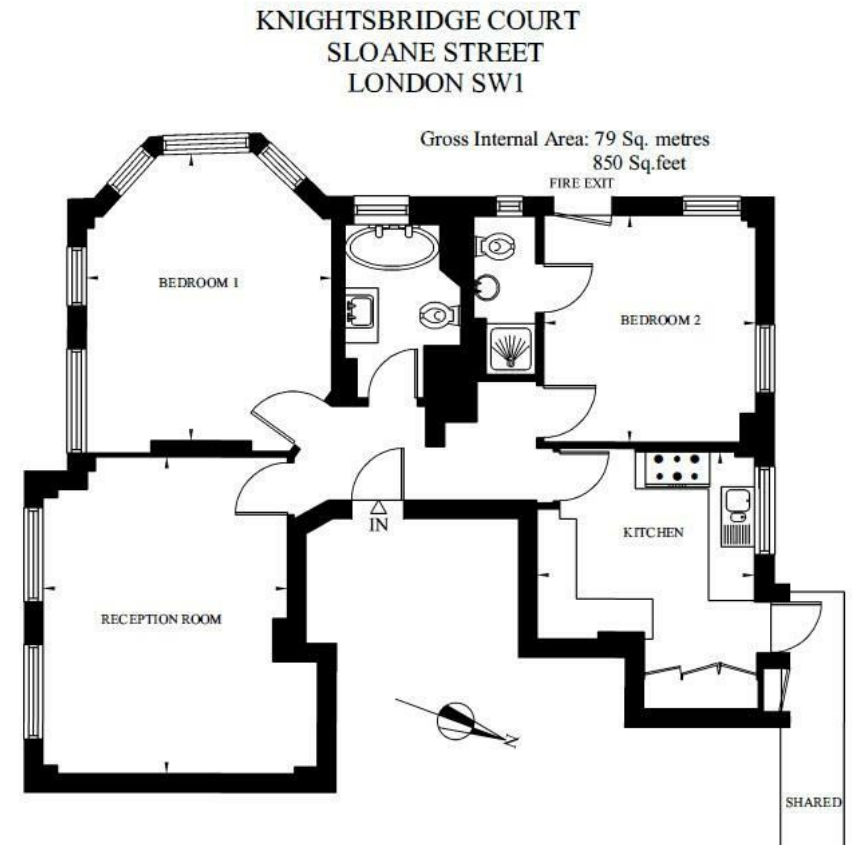 KNIGHTSBRIDGE COURT
SLOANE STREET
LONDON SW1
Gross Internal Area: 79 Sq. metres
850 Sq.feet
FIRE EXIT
BEDROOM 1
BEDROOM 2
IN
KITCHEN
RECEPTION ROOM
N
SHARED